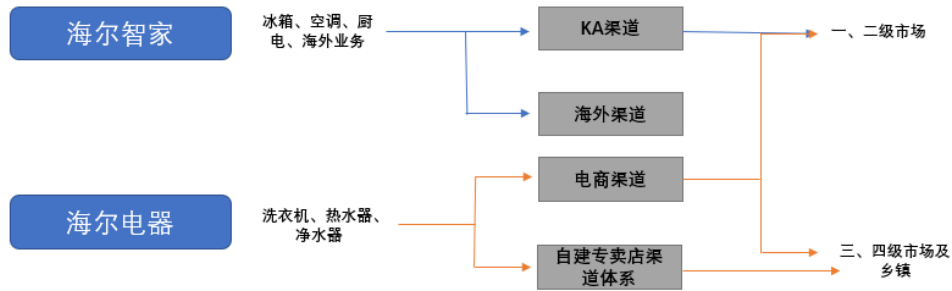 海尔智家
冰箱、空调、厨
电、海外业务
KA渠道
一、二级市场
海外渠道
海尔电器
洗衣机、热水器、
净水器
电商渠道
自建专卖店渠
道体系
三、四级市场及
乡镇